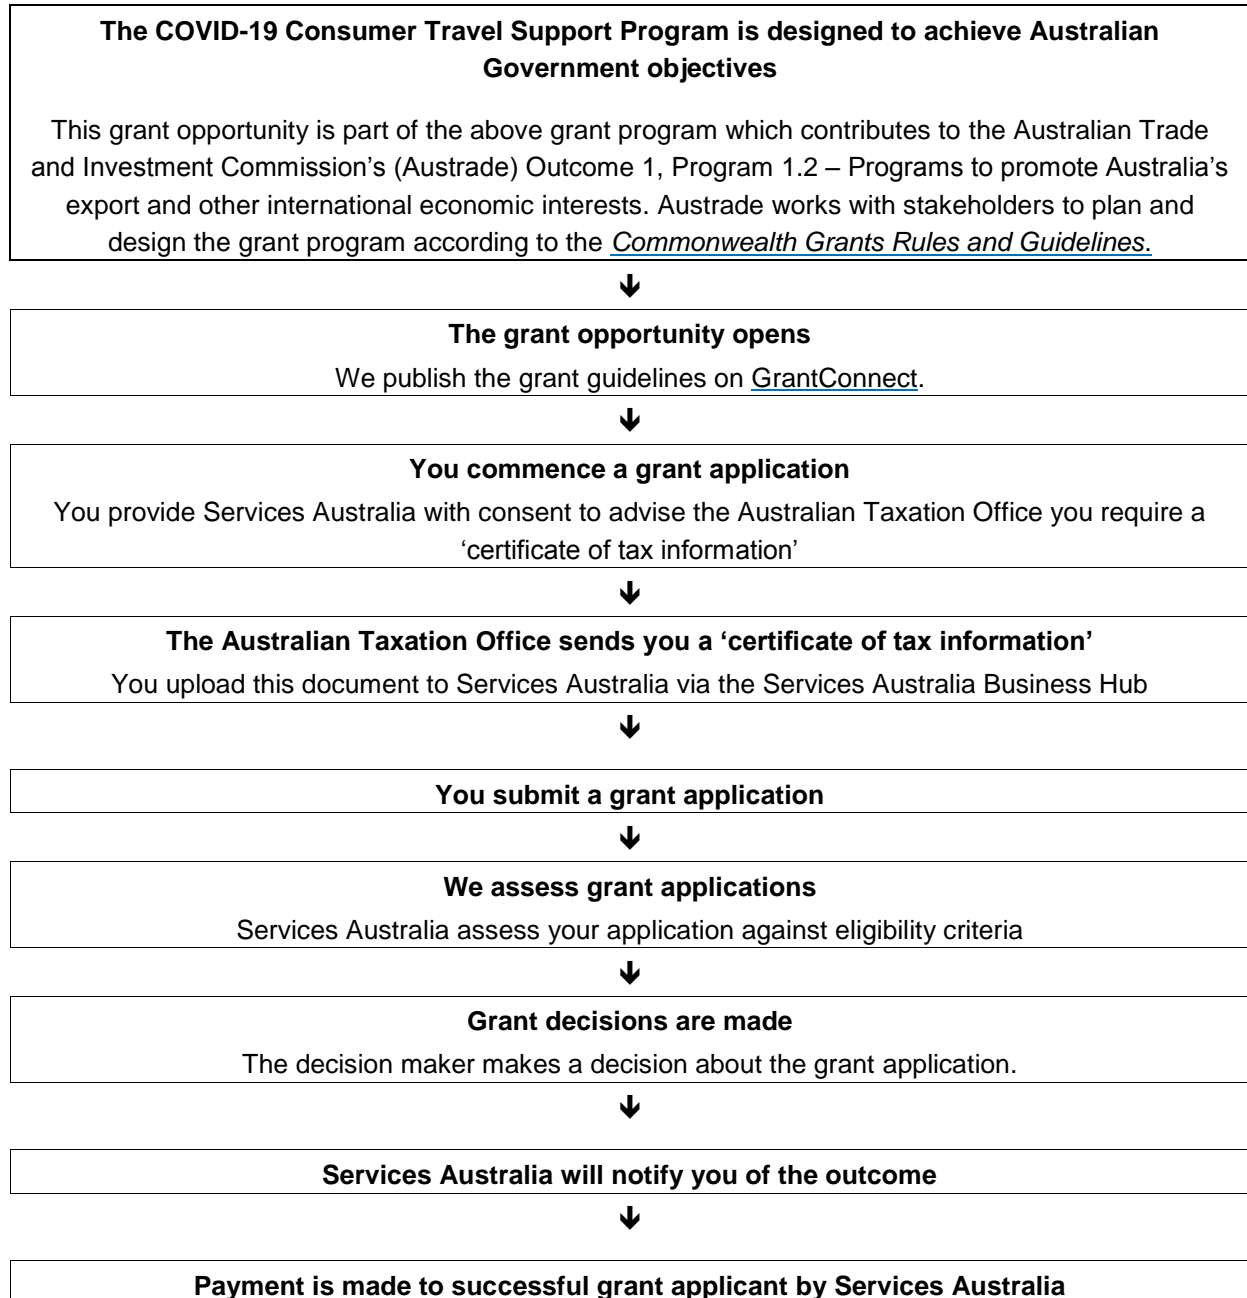 The COVID-19 Consumer Travel Support Program is designed to achieve Australian
Government objectives
This grant opportunity is part of the above grant program which contributes to the Australian Trade
and Investment Commission’s (Austrade) Outcome 1, Program 1.2 – Programs to promote Australia’s
export and other international economic interests. Austrade works with stakeholders to plan and
design the grant program according to the Commonwealth Grants Rules and Guidelines.
The grant opportunity opens
We publish the grant guidelines on GrantConnect.
You commence a grant application
You provide Services Australia with consent to advise the Australian Taxation Office you require a
‘certificate of tax information’
The Australian Taxation Office sends you a ‘certificate of tax information’
You upload this document to Services Australia via the Services Australia Business Hub
You submit a grant application
We assess grant applications
Services Australia assess your application against eligibility criteria
Grant decisions are made
The decision maker makes a decision about the grant application.
Services Australia will notify you of the outcome
Payment is made to successful grant applicant by Services Australia